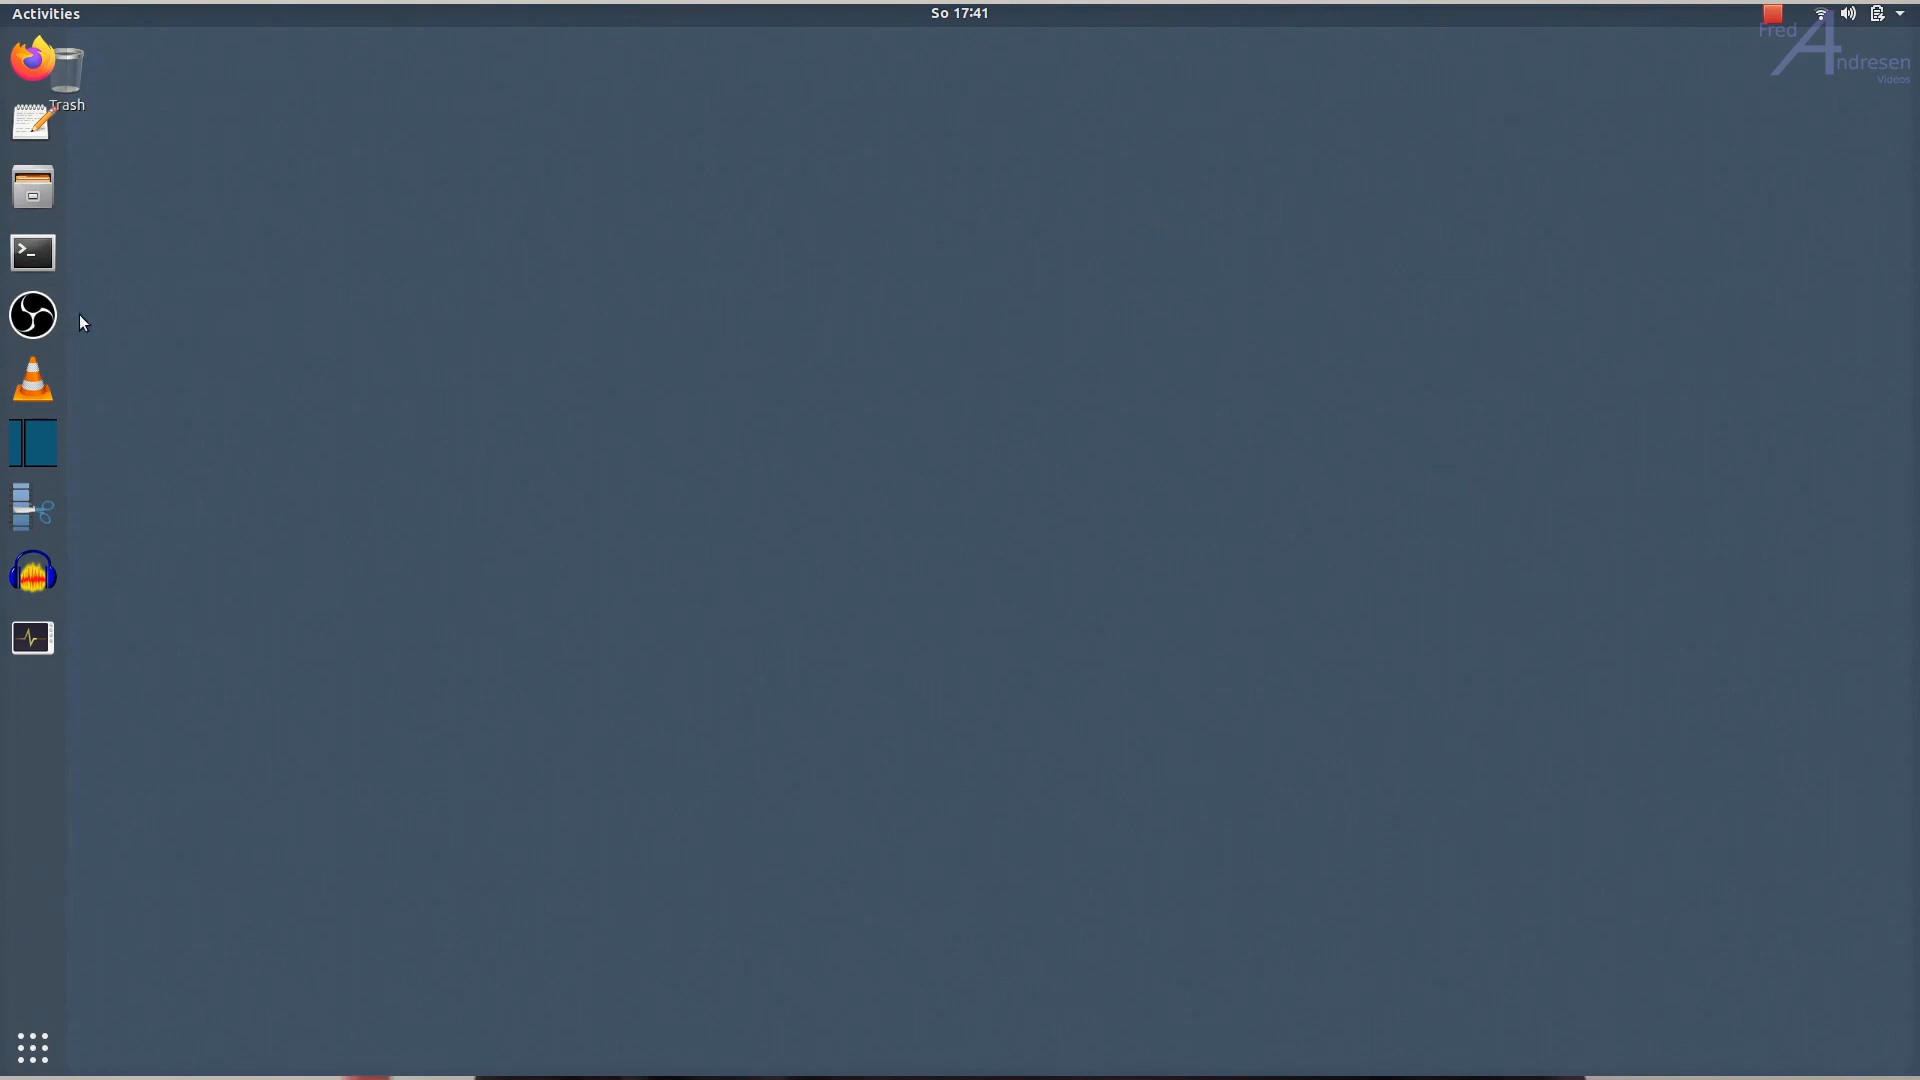 Activities
So 17:41
Fred Andresen
Videos
Trash